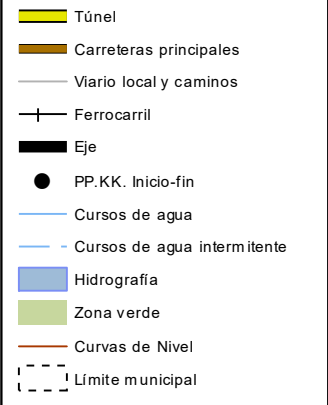 Túnel
Carreteras principales
Viario local y caminos
Ferrocarril
Eje
PP.KK. Inicio-fin
Cursos de agua
Cursos de agua intermitente
Hidrografía
Zona verde
Curvas de Nivel
Límite municipal